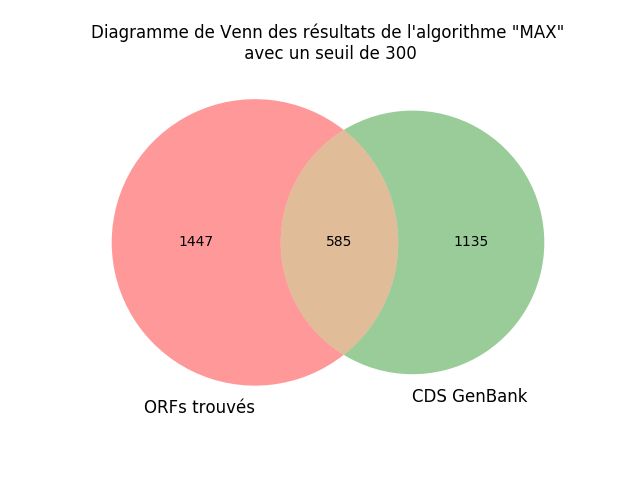 Diagramme de Venn des résultats de l'algorithme "MAX"
avec un seuil de 300
1447
585
1135
ORFs trouvés
CDS GenBank